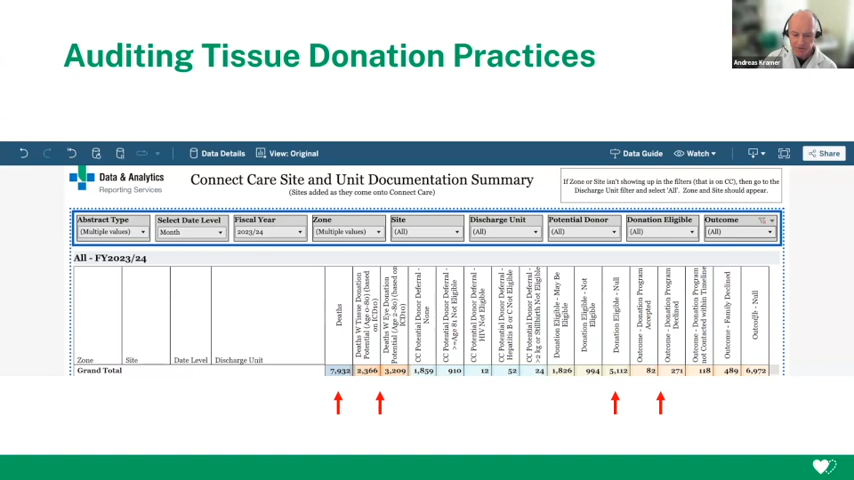 Auditing Tissue Donation Practices
Andreas Kramer
Data Details
View: Original
Data Guide
Watch
Share
Data & Analytics
Reporting Services
Connect Care Site and Unit Documentation Summary
(Sites added as they come onto Connect Care)
If Zone or Site isn't showing up in the filters (that is on CC), then go to the
Discharge Unit filter and select 'All'. Zone and Site should appear.
Abstract Type Select Date Level Fiscal Year Zone Site Discharge Unit Potential Donor Donation Eligible Outcome
(Multiple values) Month 2023/24 (Multiple values) (All) (All) (All) (All) (All)
All - FY2023/24
Zone Site Date Level Discharge Unit
Deaths
Deaths W Tissue Donation
Potential (Age 0-80) (based
on ICD10)
Deaths W Eye Donation
Potential (Age 2-80) (based on
ICD10)
CC Potential Donor Deferral -
None
CC Potential Donor Deferral -
>=Age 81 Not Eligible
CC Potential Donor Deferral -
HIV Not Eligible
CC Potential Donor Deferral -
Hepatitis B or C Not Eligible
CC Potential Donor Deferral -
>2 kg or Stillbirth Not Eligible
Donation Eligible - May Be
Eligible
Donation Eligible - Not
Eligible
Donation Eligible - Null
Outcome - Donation Program
Accepted
Outcome - Donation Program
Declined
Outcome - Donation Program
not Contacted within Timeline
Outcome - Family Declined
Outcome - Null
Grand Total 7,932 2,366 3,209 1,859 910 12 52 24 1,826 994 5,112 82 271 118 489 6,972